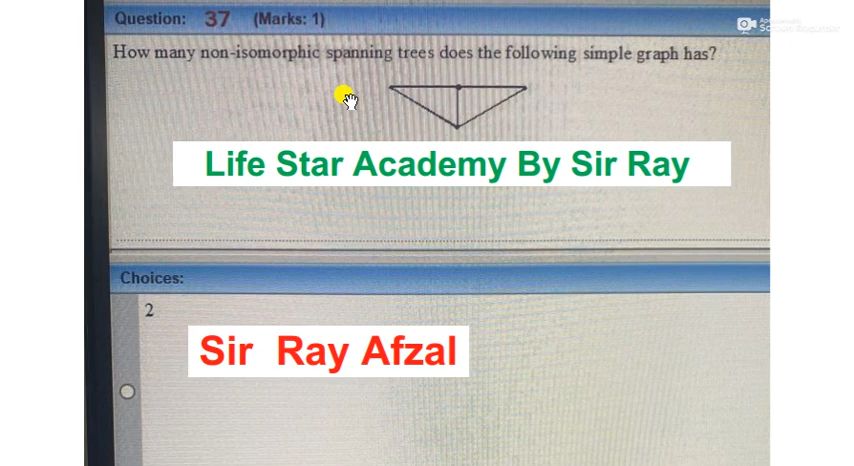 Question: 37 (Marks: 1)
How many non-isomorphic spanning trees does the following simple graph has?
Life Star Academy By Sir Ray
Choices:
2
Sir Ray Afzal